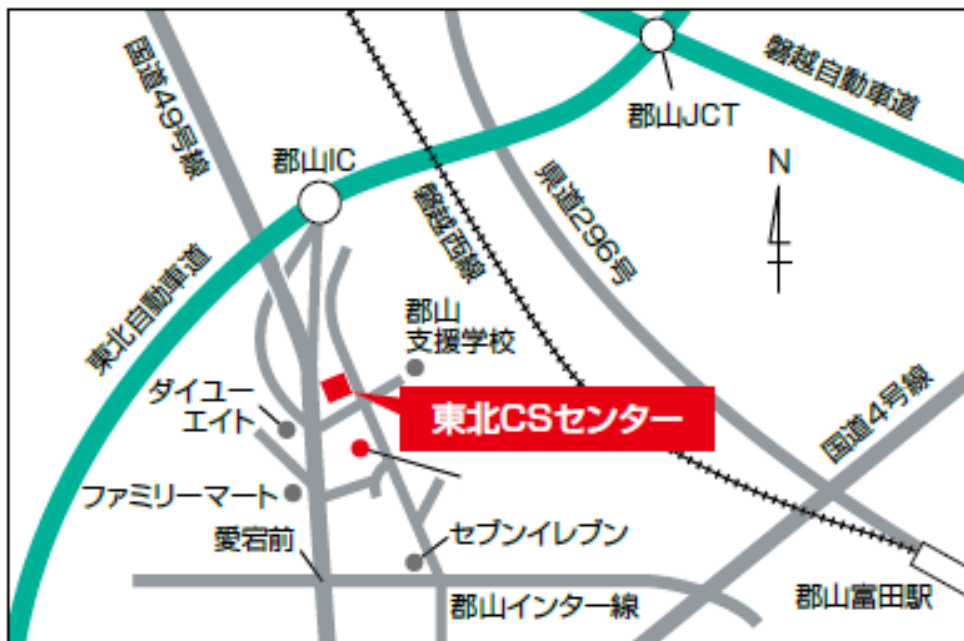 国道49号線
磐越自動車道
郡山JCT
郡山IC
N
磐越西線
県道296号
東北自動車道
郡山
支援学校
ダイユー
エイト
東北CSセンター
国道4号線
ファミリーマート
愛宕前
セブンイレブン
郡山インター線
郡山富田駅